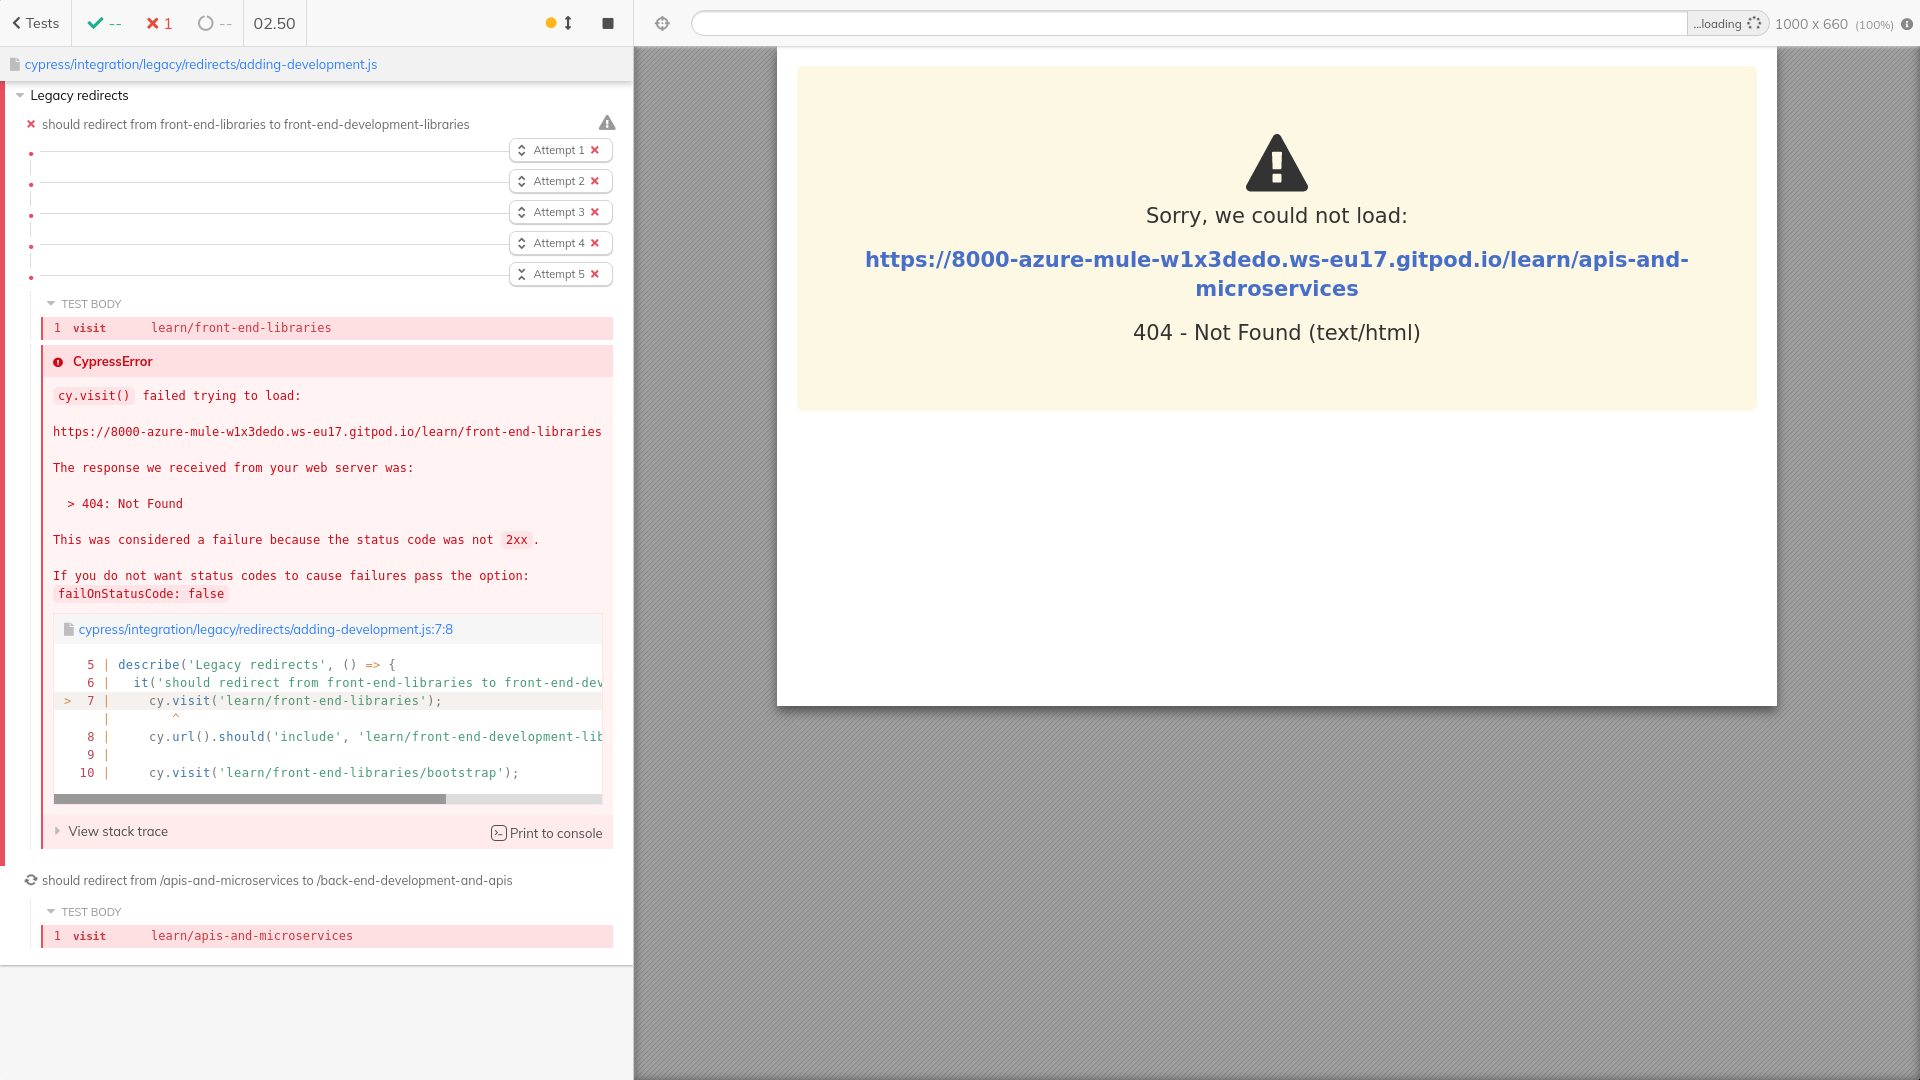 Tests
--
1
--
02.50
...loading
1000 x 660 (100%)
cypress/integration/legacy/redirects/adding-development.js
Legacy redirects
should redirect from front-end-libraries to front-end-development-libraries
Attempt 1
Attempt 2
Attempt 3
Attempt 4
Attempt 5
TEST BODY
1 visit learn/front-end-libraries
CypressError
cy.visit() failed trying to load:
https://8000-azure-mule-w1x3dedo.ws-eu17.gitpod.io/learn/front-end-libraries
The response we received from your web server was:
> 404: Not Found
This was considered a failure because the status code was not 2xx.
If you do not want status codes to cause failures pass the option:
failOnStatusCode: false
cypress/integration/legacy/redirects/adding-development.js:7:8
5 | describe('Legacy redirects', () => {
6 | it('should redirect from front-end-libraries to front-end-dev
> 7 | cy.visit('learn/front-end-libraries');
| ^
8 | cy.url().should('include', 'learn/front-end-development-lib
9 |
10 | cy.visit('learn/front-end-libraries/bootstrap');
View stack trace
Print to console
should redirect from /apis-and-microservices to /back-end-development-and-apis
TEST BODY
1 visit learn/apis-and-microservices
Sorry, we could not load:
https://8000-azure-mule-w1x3dedo.ws-eu17.gitpod.io/learn/apis-and-
microservices
404 - Not Found (text/html)